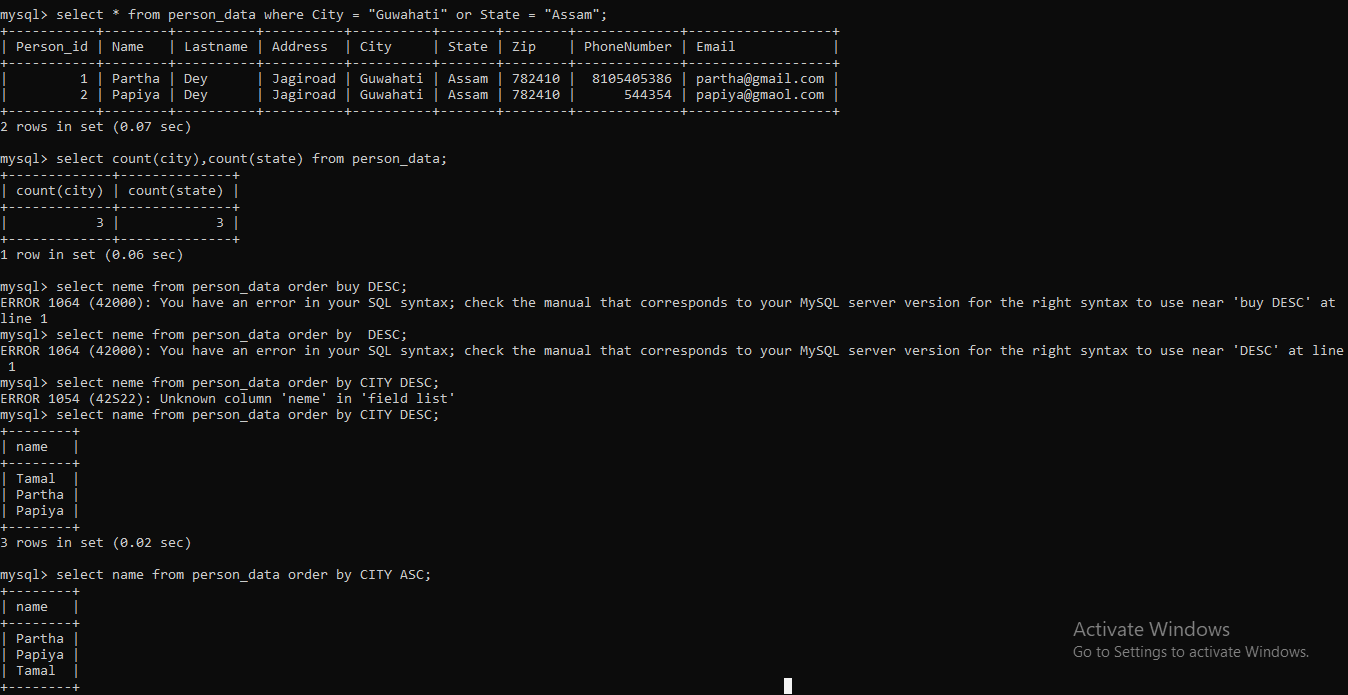 mysql> select * from person_data where City = "Guwahati" or State = "Assam";
+-----------+--------+----------+----------+----------+-------+--------+-------------+------------------+
| Person_id | Name   | Lastname | Address  | City     | State | Zip    | PhoneNumber | Email            |
+-----------+--------+----------+----------+----------+-------+--------+-------------+------------------+
|         1 | Partha | Dey      | Jagiroad | Guwahati | Assam | 782410 |  8105405386 | partha@gmail.com |
|         2 | Papiya | Dey      | Jagiroad | Guwahati | Assam | 782410 |      544354 | papiya@gmaol.com |
+-----------+--------+----------+----------+----------+-------+--------+-------------+------------------+
2 rows in set (0.07 sec)

mysql> select count(city),count(state) from person_data;
+-------------+--------------+
| count(city) | count(state) |
+-------------+--------------+
|           3 |            3 |
+-------------+--------------+
1 row in set (0.06 sec)

mysql> select neme from person_data order buy DESC;
ERROR 1064 (42000): You have an error in your SQL syntax; check the manual that corresponds to your MySQL server version for the right syntax to use near 'buy DESC' at
line 1
mysql> select neme from person_data order by  DESC;
ERROR 1064 (42000): You have an error in your SQL syntax; check the manual that corresponds to your MySQL server version for the right syntax to use near 'DESC' at line
 1
mysql> select neme from person_data order by CITY DESC;
ERROR 1054 (42S22): Unknown column 'neme' in 'field list'
mysql> select name from person_data order by CITY DESC;
+--------+
| name   |
+--------+
| Tamal  |
| Partha |
| Papiya |
+--------+
3 rows in set (0.02 sec)

mysql> select name from person_data order by CITY ASC;
+--------+
| name   |
+--------+
| Partha |
| Papiya |
| Tamal  |
+--------+
Activate Windows
Go to Settings to activate Windows.